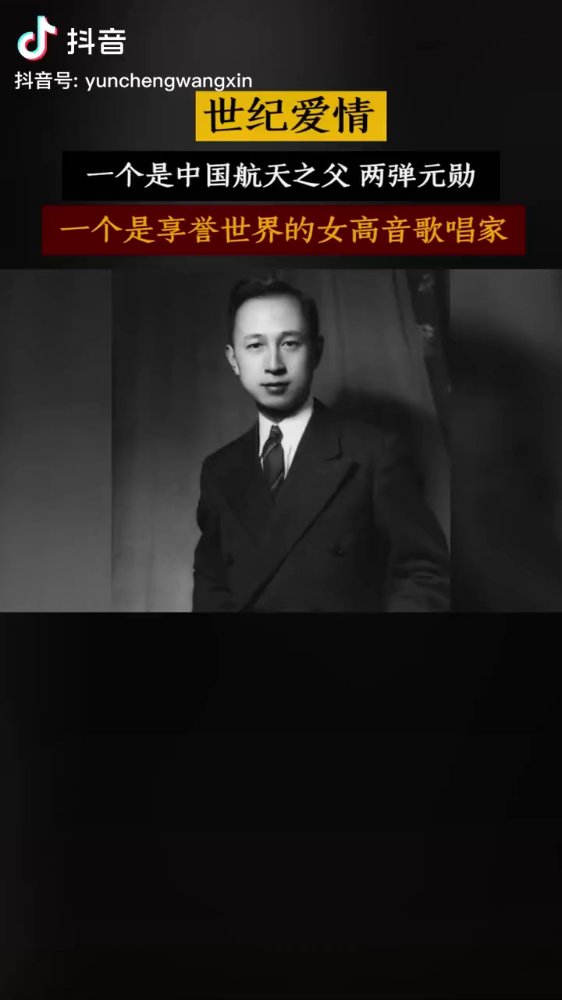 抖音
抖音号: yunchengwangxin
世纪爱情
一个是中国航天之父 两弹元勋
一个是享誉世界的女高音歌唱家